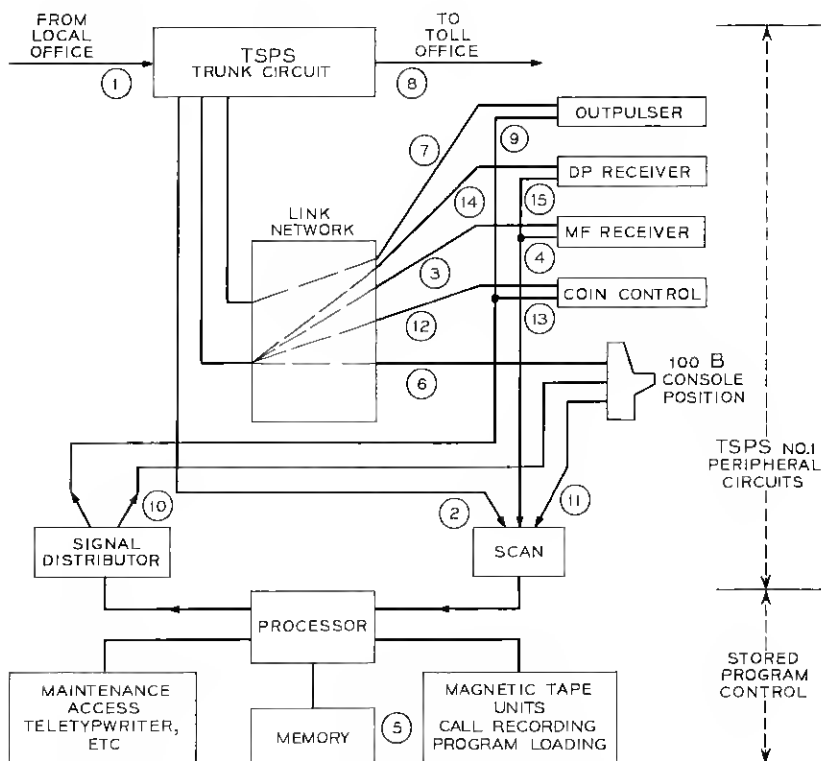 FROM
LOCAL
OFFICE
1
TSPS
TRUNK CIRCUIT
TO
TOLL
OFFICE
8
OUTPULSER
9
7
DP RECEIVER
15
14
LINK
NETWORK
MF RECEIVER
4
3
COIN CONTROL
13
12
100 B
CONSOLE
POSITION
6
TSPS NO.1
PERIPHERAL
CIRCUITS
10
2
11
SIGNAL
DISTRIBUTOR
SCAN
PROCESSOR
STORED
PROGRAM
CONTROL
MAINTENANCE
ACCESS
TELETYPWRITER,
ETC
MEMORY
5
MAGNETIC TAPE
UNITS
CALL RECORDING
PROGRAM LOADING